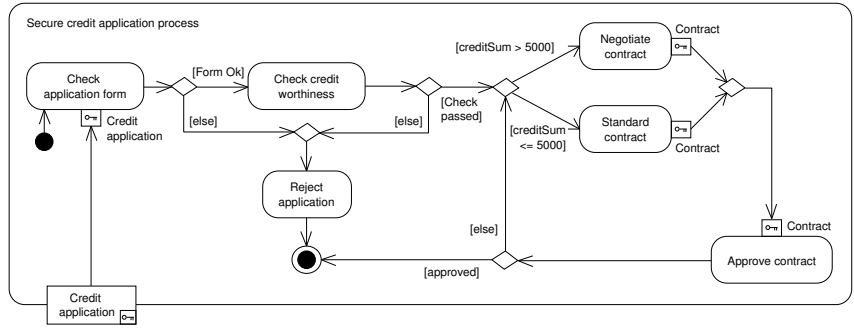 Secure credit application process
Check
application form
[Form Ok]
Check credit
worthiness
[creditSum > 5000]
Negotiate
contract
Contract
Credit
application
[else]
[else]
[Check
passed]
[creditSum
<= 5000]
Standard
contract
Contract
Reject
application
[else]
Contract
Approve contract
[approved]
Credit
application